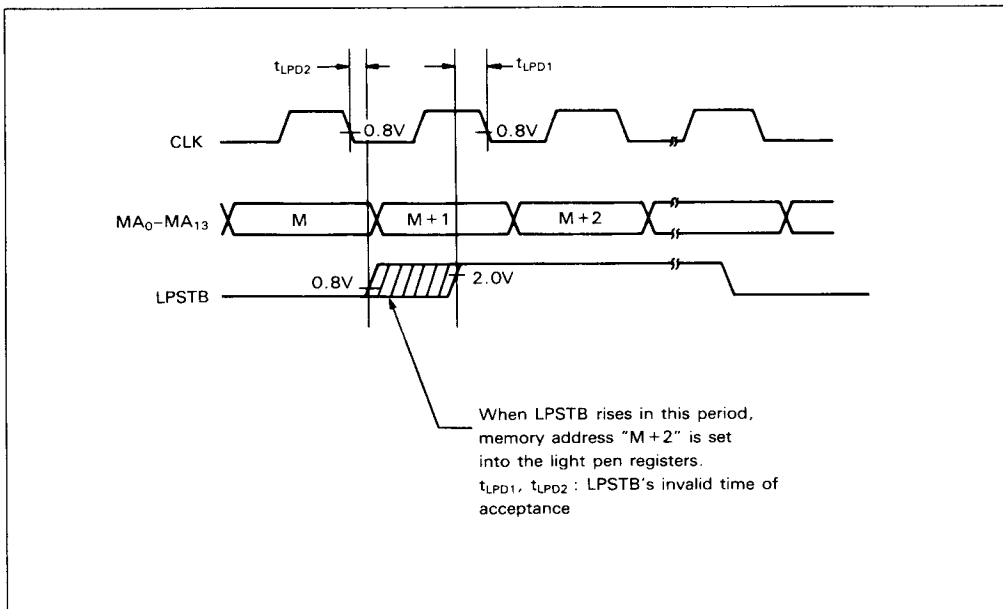 tLPD2
tLPD1
0.8V
0.8V
CLK
MA0–MA13
M
M+1
M+2
0.8V
2.0V
LPSTB
When LPSTB rises in this period,
memory address "M+2" is set
into the light pen registers.
tLPD1, tLPD2 : LPSTB's invalid time of
acceptance